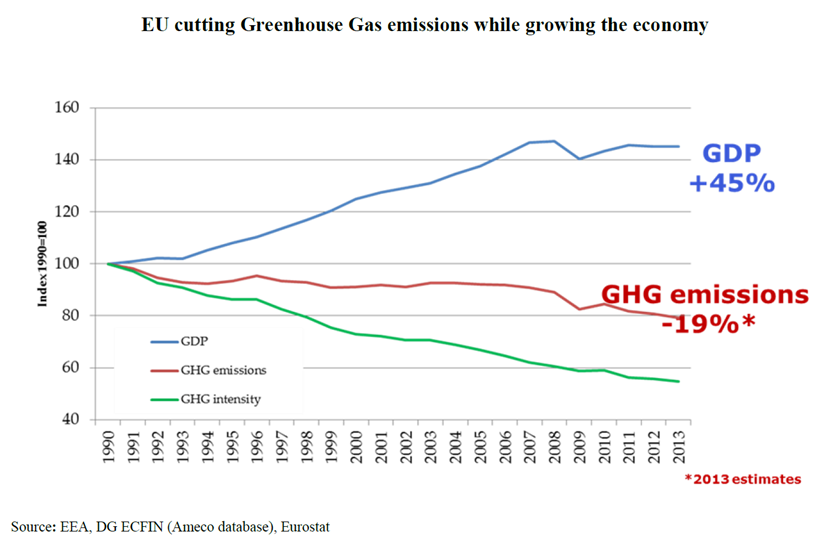 EU cutting Greenhouse Gas emissions while growing the economy
160
140
120
100
80
60
40
Index 1990=100
GDP
+45%
GHG emissions
-19%*
GDP
GHG emissions
GHG intensity
1990 1991 1992 1993 1994 1995 1996 1997 1998 1999 2000 2001 2002 2003 2004 2005 2006 2007 2008 2009 2010 2011 2012 2013
*2013 estimates
Source: EEA, DG ECFIN (Ameco database), Eurostat